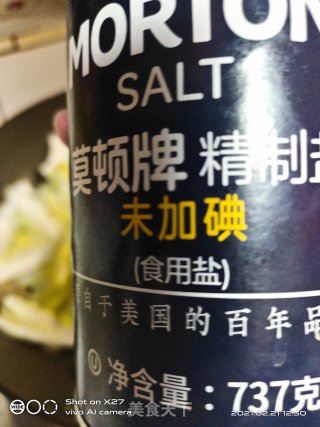 MORTON
SALT
莫顿牌 精制盐
未加碘
(食用盐)
自于美国的百年品
U 净含量：737克
Shot on X27
vivo AI camera
美食天下
2021.02.21 12:30